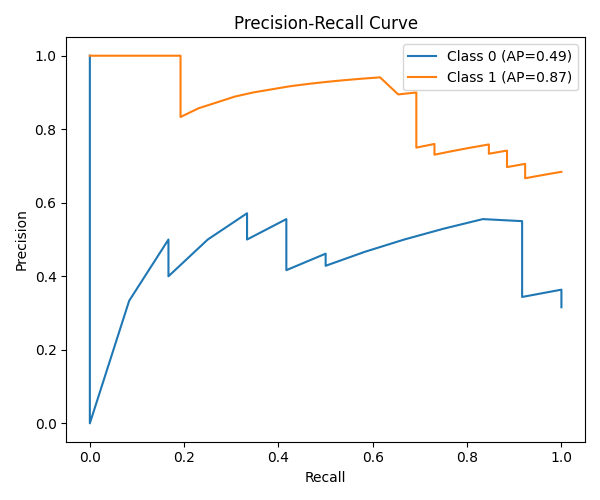 Precision-Recall Curve
Class 0 (AP=0.49)
Class 1 (AP=0.87)
Precision
1.0
0.8
0.6
0.4
0.2
0.0
0.0 0.2 0.4 0.6 0.8 1.0
Recall